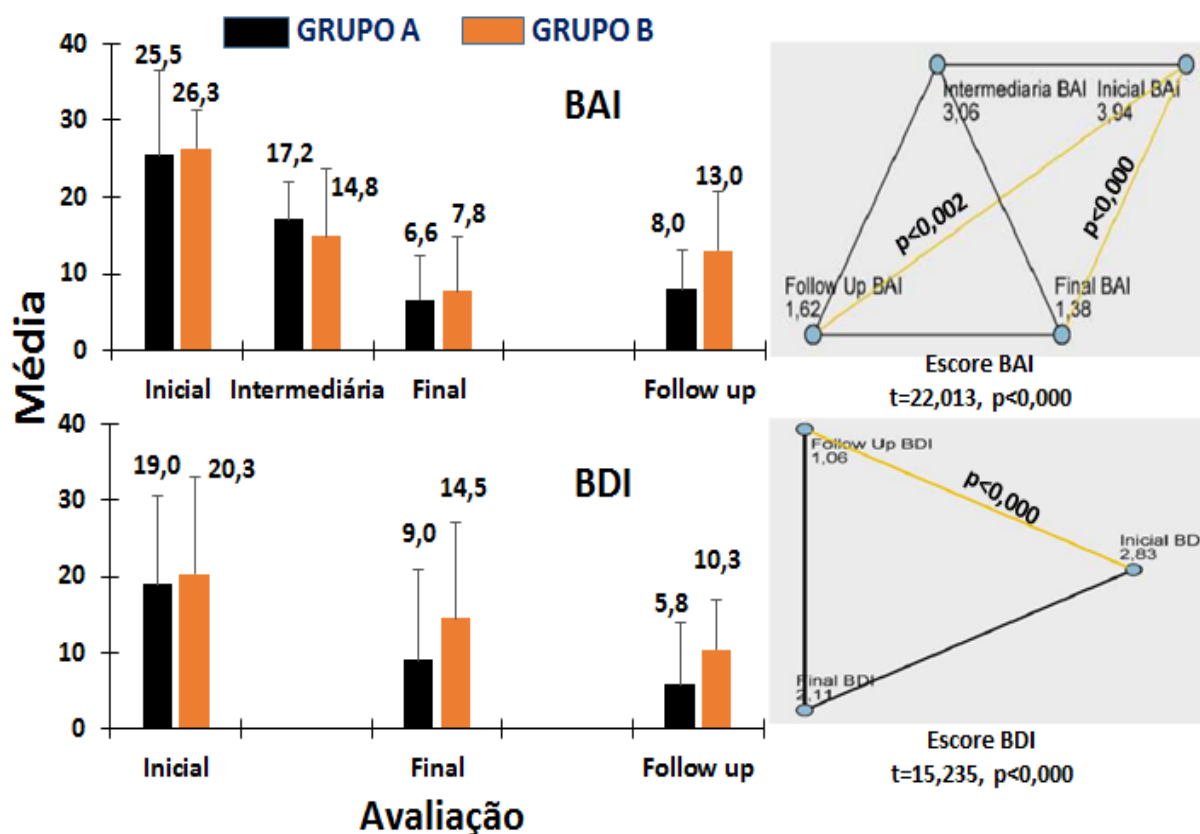 GRUPO A GRUPO B
Média
40
30
20
10
0
BAI
25,5
26,3
17,2
14,8
6,6
7,8
8,0
13,0
Inicial Intermediária Final Follow up
Intermediaria BAI
3,06
Inicial BAI
3,94
p<0,002
p<0,000
Follow Up BAI
1,62
Final BAI
1,38
Escore BAI
t=22,013, p<0,000
40
30
20
10
0
BDI
19,0
20,3
9,0
14,5
5,8
10,3
Inicial Final Follow up
Avaliação
Follow Up BDI
1,06
p<0,000
Inicial BD
2,83
Final BDI
2,11
Escore BDI
t=15,235, p<0,000